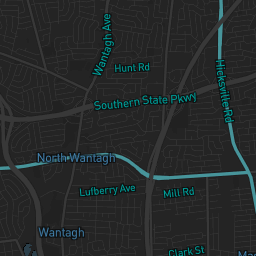 Wantagh Ave
Hunt Rd
Hicksville Rd
Southern State Pkwy
North Wantagh
Lufberry Ave
Mill Rd
Wantagh
Clark St